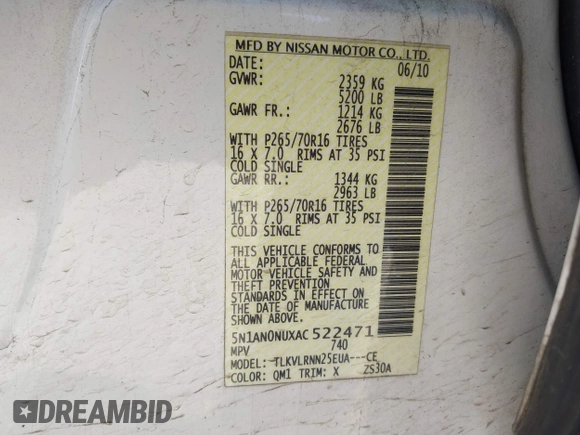 MFD BY NISSAN MOTOR CO., LTD.
DATE: 06/10
GVWR: 2359 KG
5200 LB
GAWR FR.: 1214 KG
2676 LB
WITH P265/70R16 TIRES
16 X 7.0 RIMS AT 35 PSI
COLD SINGLE
GAWR RR.: 1344 KG
2963 LB
WITH P265/70R16 TIRES
16 X 7.0 RIMS AT 35 PSI
COLD SINGLE
THIS VEHICLE CONFORMS TO
ALL APPLICABLE FEDERAL
MOTOR VEHICLE SAFETY AND
THEFT PREVENTION
STANDARDS IN EFFECT ON
THE DATE OF MANUFACTURE
SHOWN ABOVE.
5N1AN0NUXAC 522471
MPV 740
MODEL: TLKVLRNN25EUA---CE
COLOR: QM1 TRIM: X ZS30A
DREAMBID